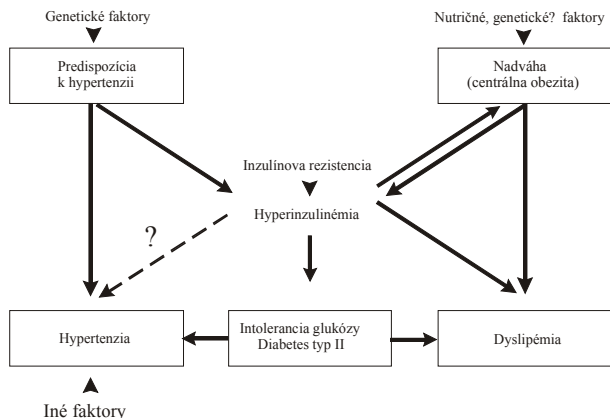 Genetické faktory
Nutričné, genetické? faktory
Predispozícia
k hypertenzii
Nadváha
(centrálna obezita)
Inzulínova rezistencia
Hyperinzulinémia
?
Hypertenzia
Intolerancia glukózy
Diabetes typ II
Dyslipémia
Iné faktory